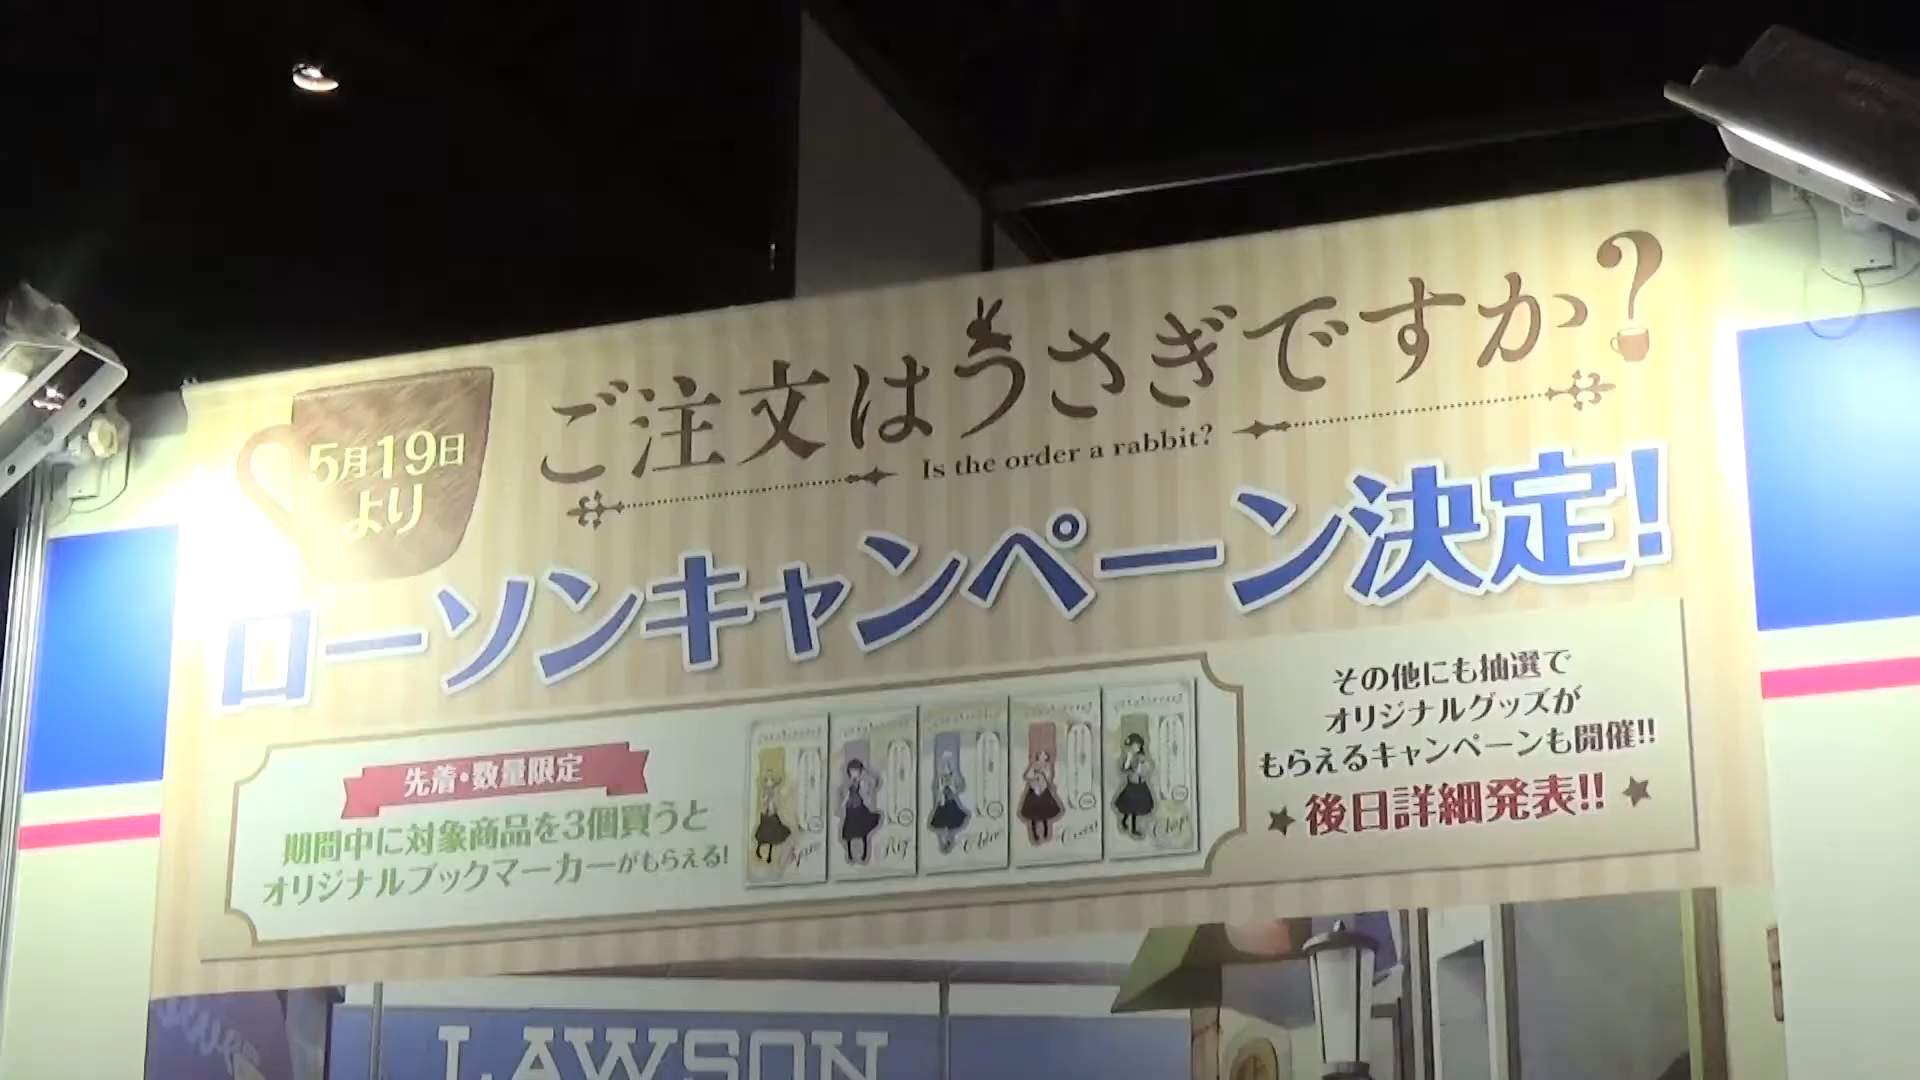 5月19日
より
ご注文はうさぎですか?
Is the order a rabbit?
ローソンキャンペーン決定!
先着・数量限定
期間中に対象商品を3個買うと
オリジナルブックマーカーがもらえる!
その他にも抽選で
オリジナルグッズが
もらえるキャンペーンも開催!!
★後日詳細発表!!★
LAWSON